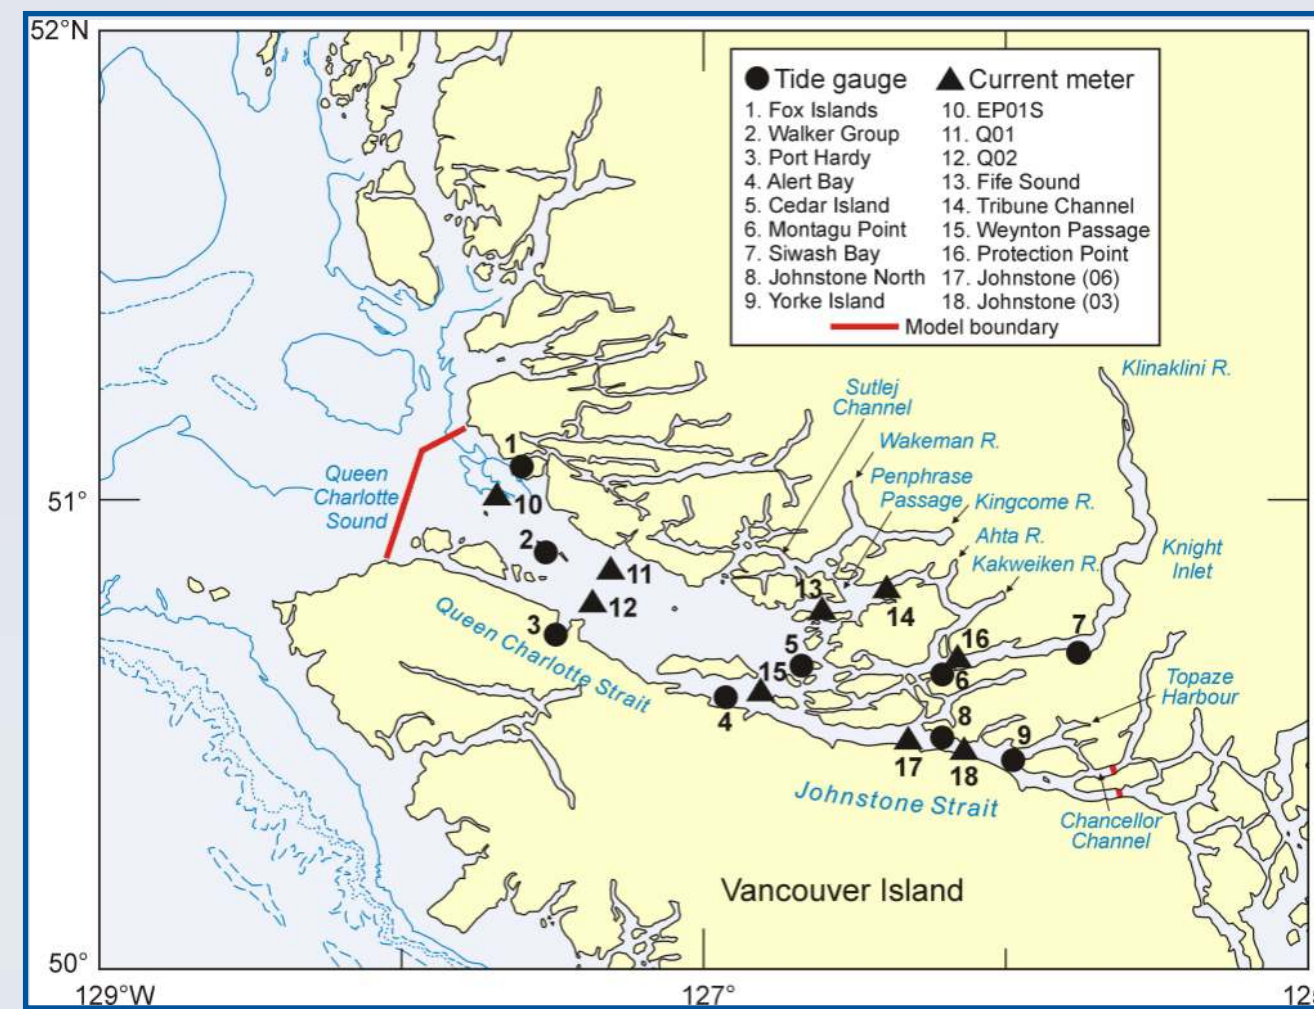 52°N
Tide gauge
1. Fox Islands
2. Walker Group
3. Port Hardy
4. Alert Bay
5. Cedar Island
6. Montagu Point
7. Siwash Bay
8. Johnstone North
9. Yorke Island
Current meter
10. EP01S
11. Q01
12. Q02
13. Fife Sound
14. Tribune Channel
15. Weynton Passage
16. Protection Point
17. Johnstone (06)
18. Johnstone (03)
Model boundary
Klinaklini R.
Sutlej
Channel
Wakeman R.
Penphrase
Passage
Kingcome R.
Ahta R.
Kakweiken R.
Knight
Inlet
Queen
Charlotte
Sound
51°
1
10
2
11
12
3
13
14
5
15
4
16
6
7
8
9
17
18
Queen Charlotte Strait
Topaze
Harbour
Johnstone Strait
Chancellor
Channel
Vancouver Island
50°
129°W
127°